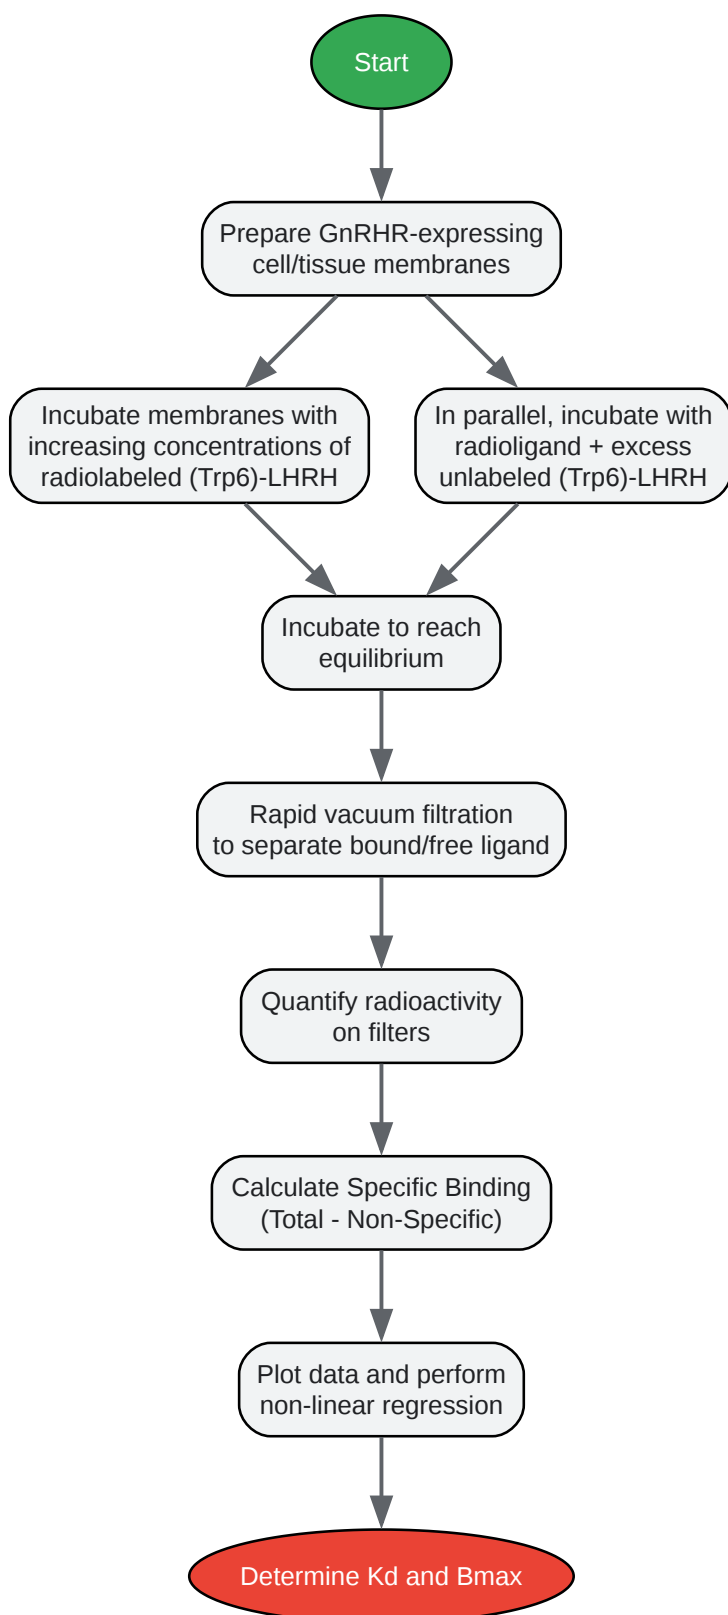 Start
Prepare GnRHR-expressing
cell/tissue membranes
Incubate membranes with
increasing concentrations of
radiolabeled (Trp6)-LHRH
In parallel, incubate with
radioligand + excess
unlabeled (Trp6)-LHRH
Incubate to reach
equilibrium
Rapid vacuum filtration
to separate bound/free ligand
Quantify radioactivity
on filters
Calculate Specific Binding
(Total - Non-Specific)
Plot data and perform
non-linear regression
Determine Kd and Bmax